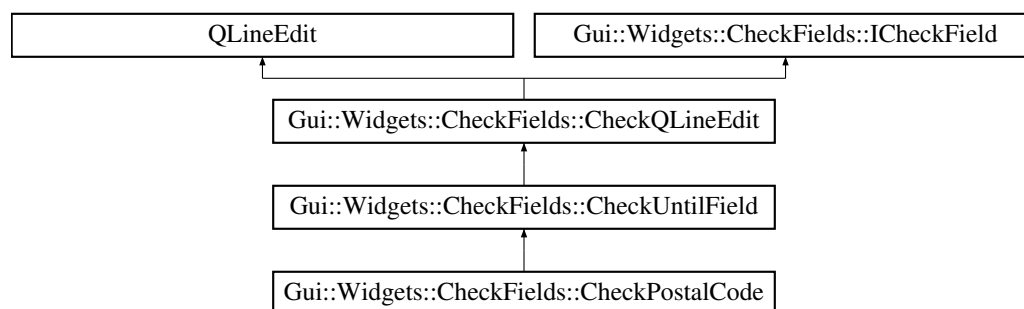 QLineEdit
Gui::Widgets::CheckFields::ICheckField
Gui::Widgets::CheckFields::CheckQLineEdit
Gui::Widgets::CheckFields::CheckUntilField
Gui::Widgets::CheckFields::CheckPostalCode